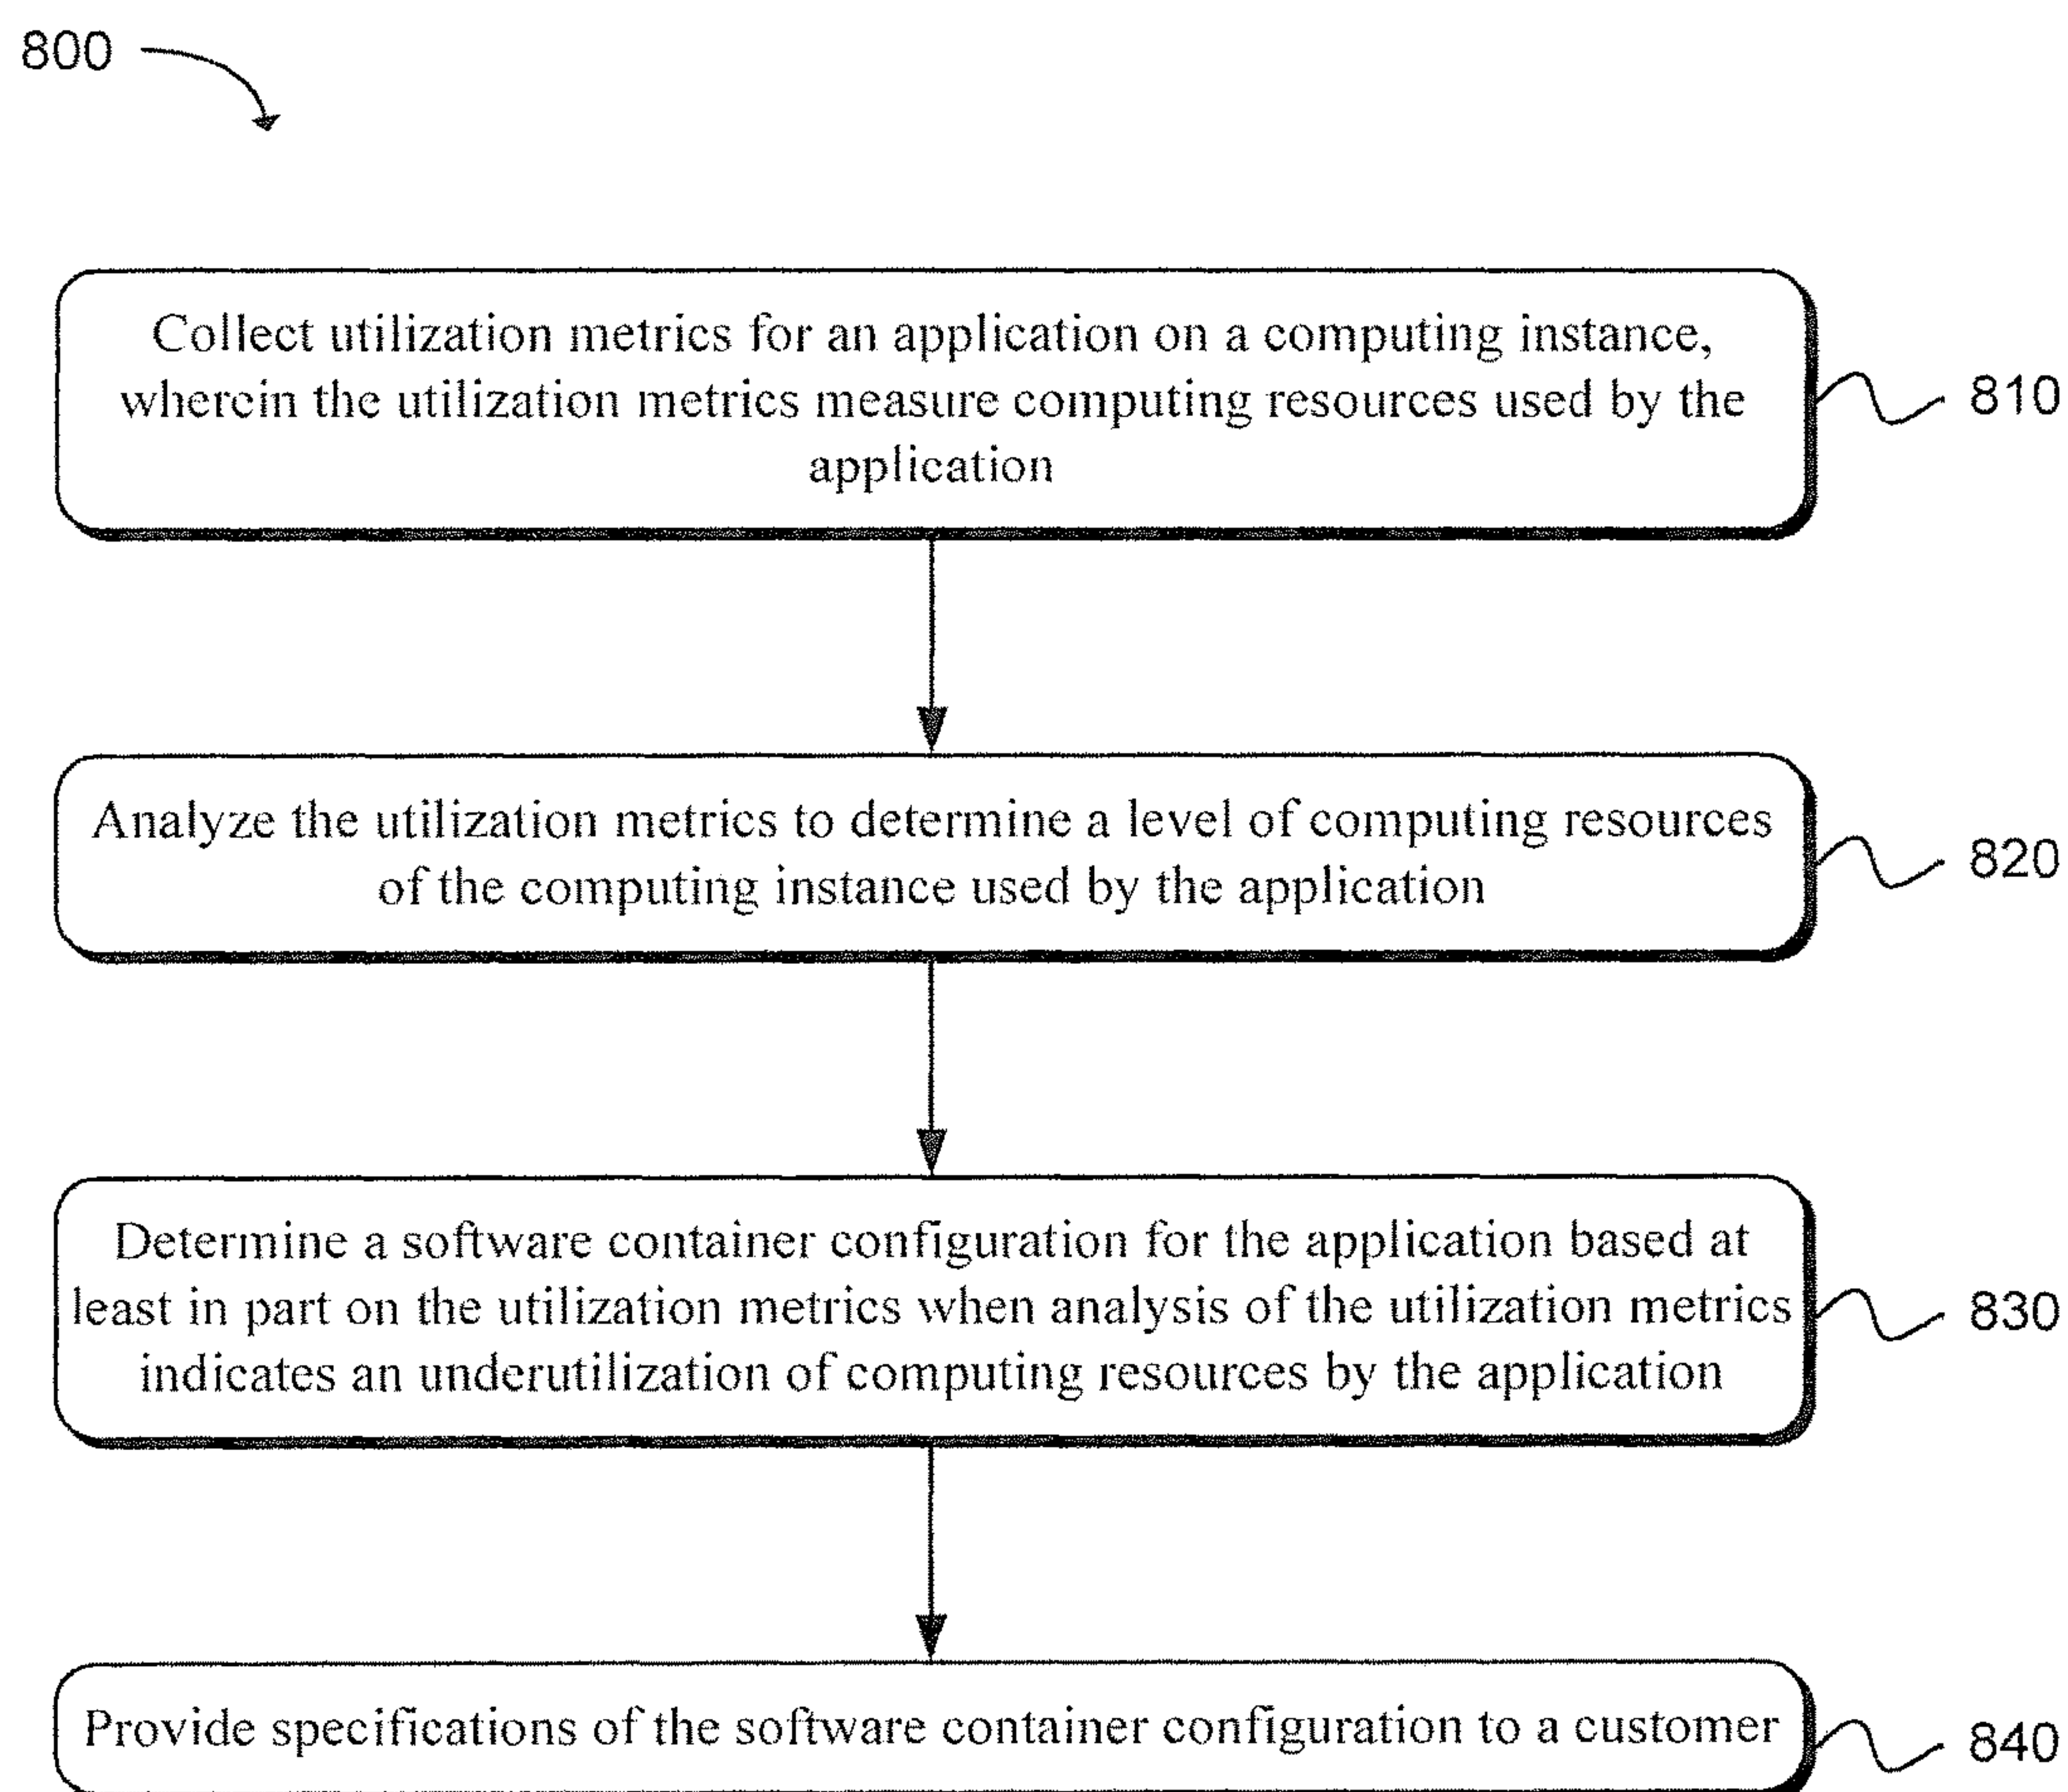 800
Collect utilization metrics for an application on a computing instance,
wherein the utilization metrics measure computing resources used by the
application
810
Analyze the utilization metrics to determine a level of computing resources
of the computing instance used by the application
820
Determine a software container configuration for the application based at
least in part on the utilization metrics when analysis of the utilization metrics
indicates an underutilization of computing resources by the application
830
Provide specifications of the software container configuration to a customer
840